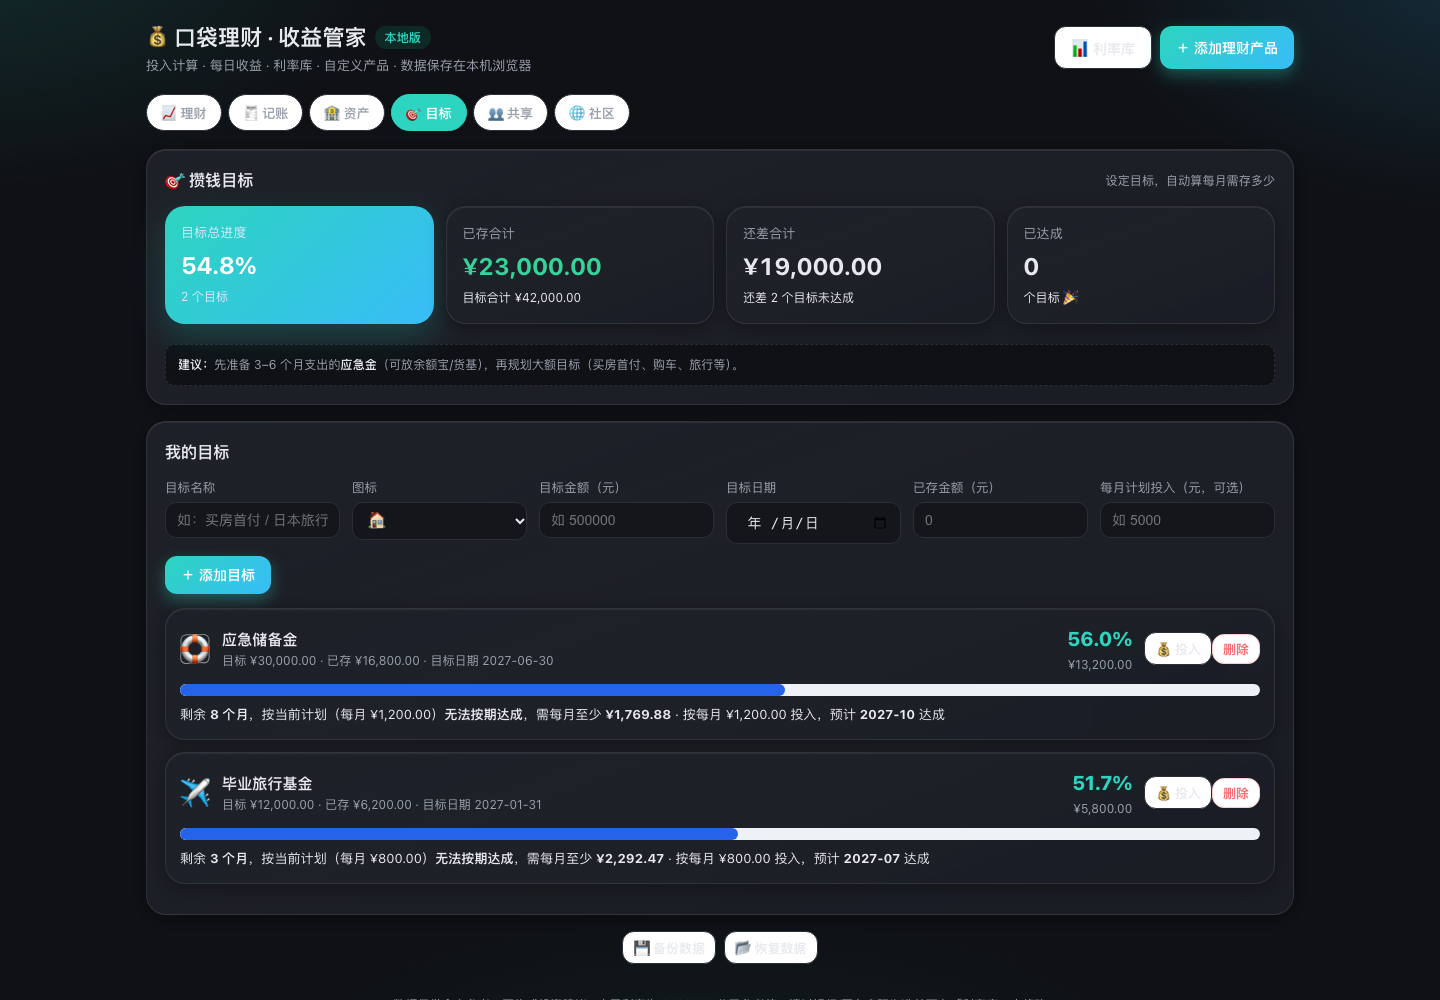 💰 口袋理财 · 收益管家 本地版
投入计算 · 每日收益 · 利率库 · 自定义产品 · 数据保存在本机浏览器
📊 利率库
＋ 添加理财产品
📈 理财
🧾 记账
🏦 资产
🎯 目标
👥 共享
🌐 社区
🎯 攒钱目标
设定目标，自动算每月需存多少
目标总进度
54.8%
2 个目标
已存合计
¥23,000.00
目标合计 ¥42,000.00
还差合计
¥19,000.00
还差 2 个目标未达成
已达成
0
个目标 🎉
建议：先准备 3–6 个月支出的应急金（可放余额宝/货基），再规划大额目标（买房首付、购车、旅行等）。
我的目标
目标名称
如：买房首付 / 日本旅行
图标
🏠
目标金额（元）
如 500000
目标日期
年 /月/日
已存金额（元）
0
每月计划投入（元，可选）
如 5000
＋ 添加目标
应急储备金
目标 ¥30,000.00 · 已存 ¥16,800.00 · 目标日期 2027-06-30
56.0%
¥13,200.00
💰 投入
删除
剩余 8 个月，按当前计划（每月 ¥1,200.00）无法按期达成，需每月至少 ¥1,769.88 · 按每月 ¥1,200.00 投入，预计 2027-10 达成
毕业旅行基金
目标 ¥12,000.00 · 已存 ¥6,200.00 · 目标日期 2027-01-31
51.7%
¥5,800.00
💰 投入
删除
剩余 3 个月，按当前计划（每月 ¥800.00）无法按期达成，需每月至少 ¥2,292.47 · 按每月 ¥800.00 投入，预计 2027-07 达成
💾 备份数据
📂 恢复数据